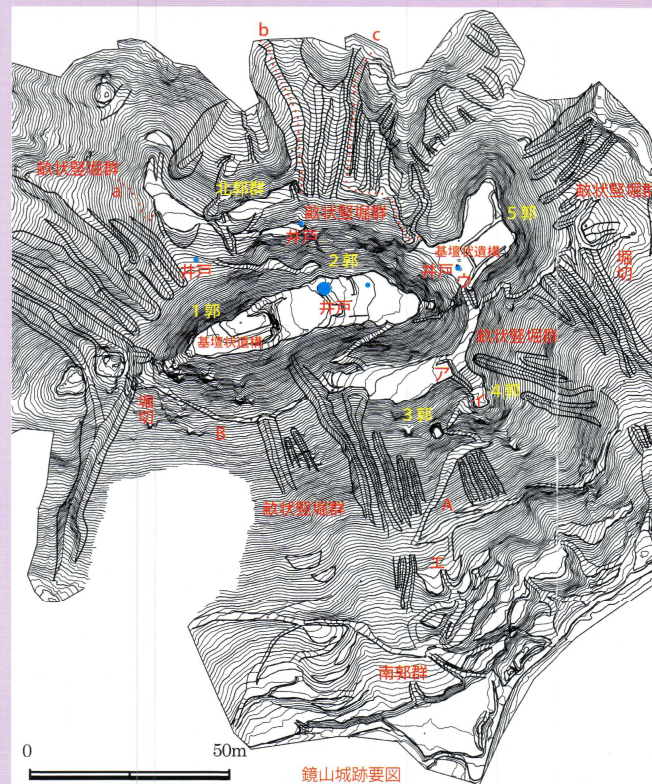 b
c
畝状竪堀群
a
北郭群
畝状竪堀群
井戸
井戸
2郭
5郭
基壇状遺構
井戸
ウ
畝状竪堀群
堀切
1郭
井戸
基壇状遺構
畝状竪堀群
ア
イ
4郭
3郭
堀切
B
畝状竪堀群
A
エ
南郭群
0
50m
鏡山城跡要図